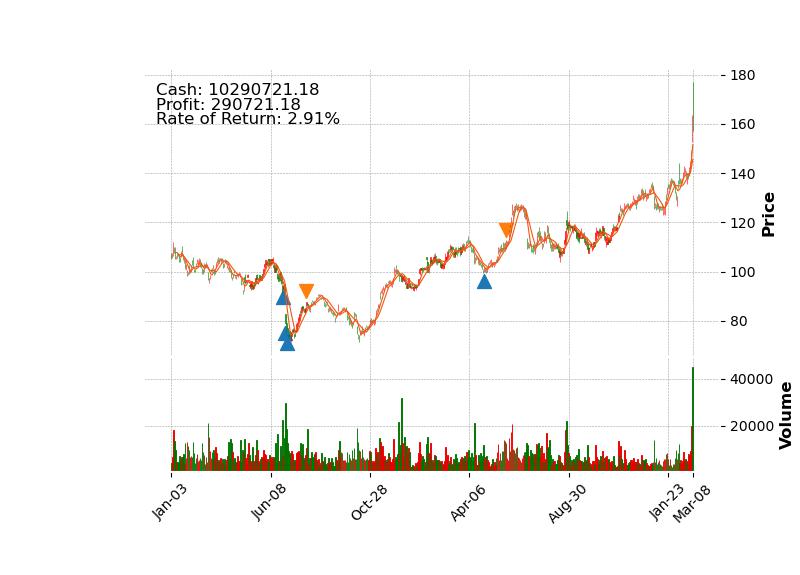 Cash: 10290721.18
Profit: 290721.18
Rate of Return: 2.91%
180
160
140
120
100
80
Price
40000
20000
Volume
Jan-03
Jun-08
Oct-28
Apr-06
Aug-30
Jan-23
Mar-08